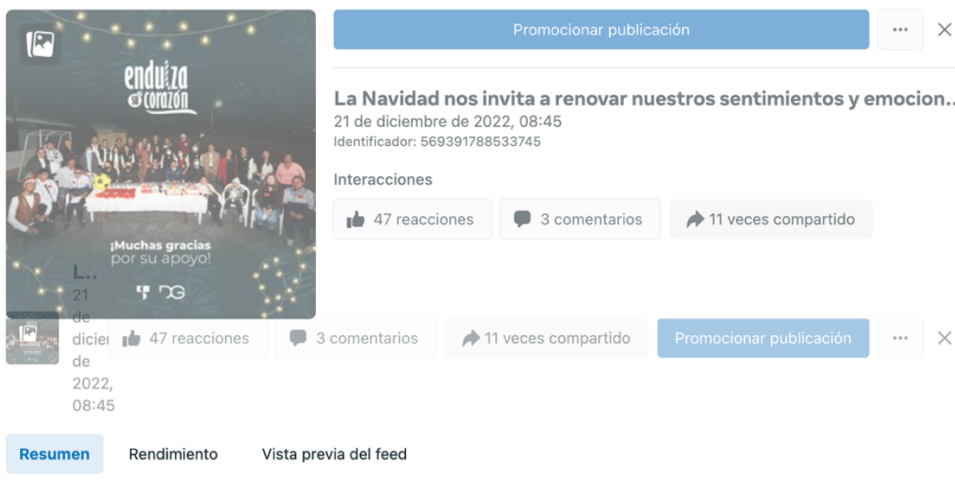 Promocionar publicación
enduiza
corazón
La Navidad nos invita a renovar nuestros sentimientos y emocion..
21 de diciembre de 2022, 08:45
Identificador: 569391788533745
Interacciones
47 reacciones
3 comentarios
11 veces compartido
¡Muchas gracias
por su apoyo!
DG
L..
21
de
dicier
de
2022,
08:45
47 reacciones
3 comentarios
11 veces compartido
Promocionar publicación
Resumen
Rendimiento
Vista previa del feed